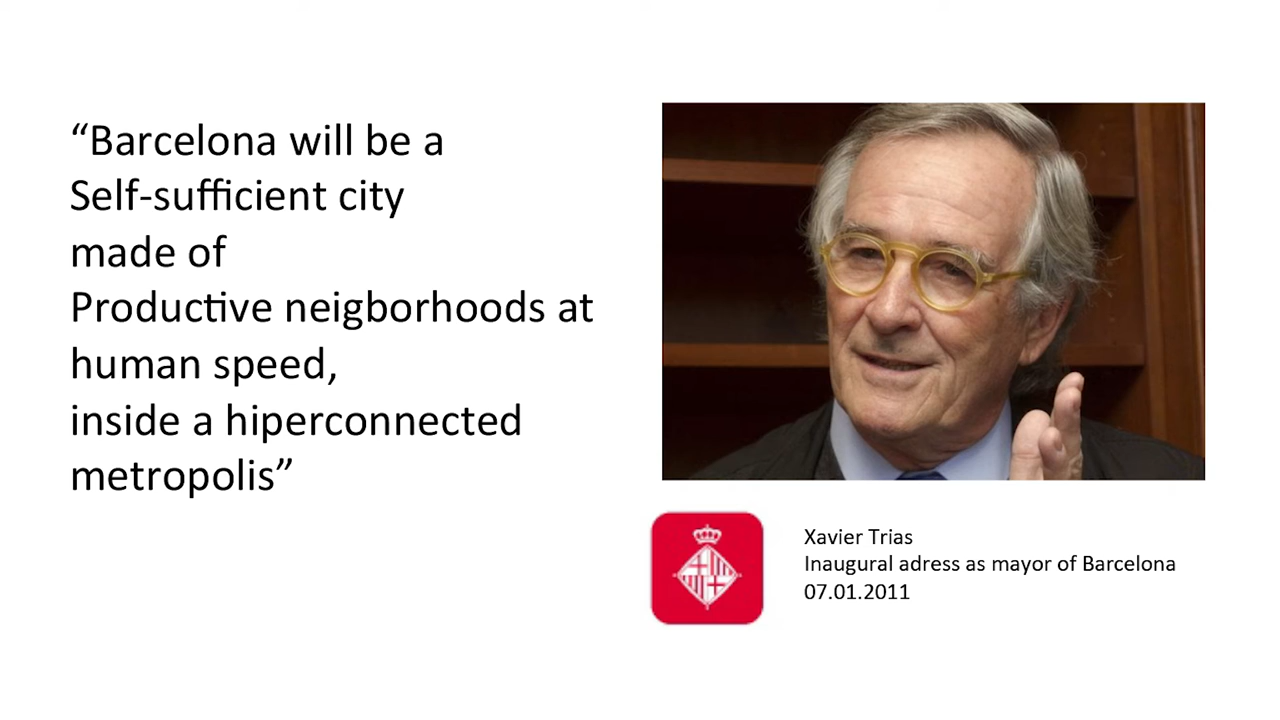 “Barcelona will be a
Self-sufficient city
made of
Productive neigborhoods at
human speed,
inside a hiperconnected
metropolis”
Xavier Trias
Inaugural adress as mayor of Barcelona
07.01.2011